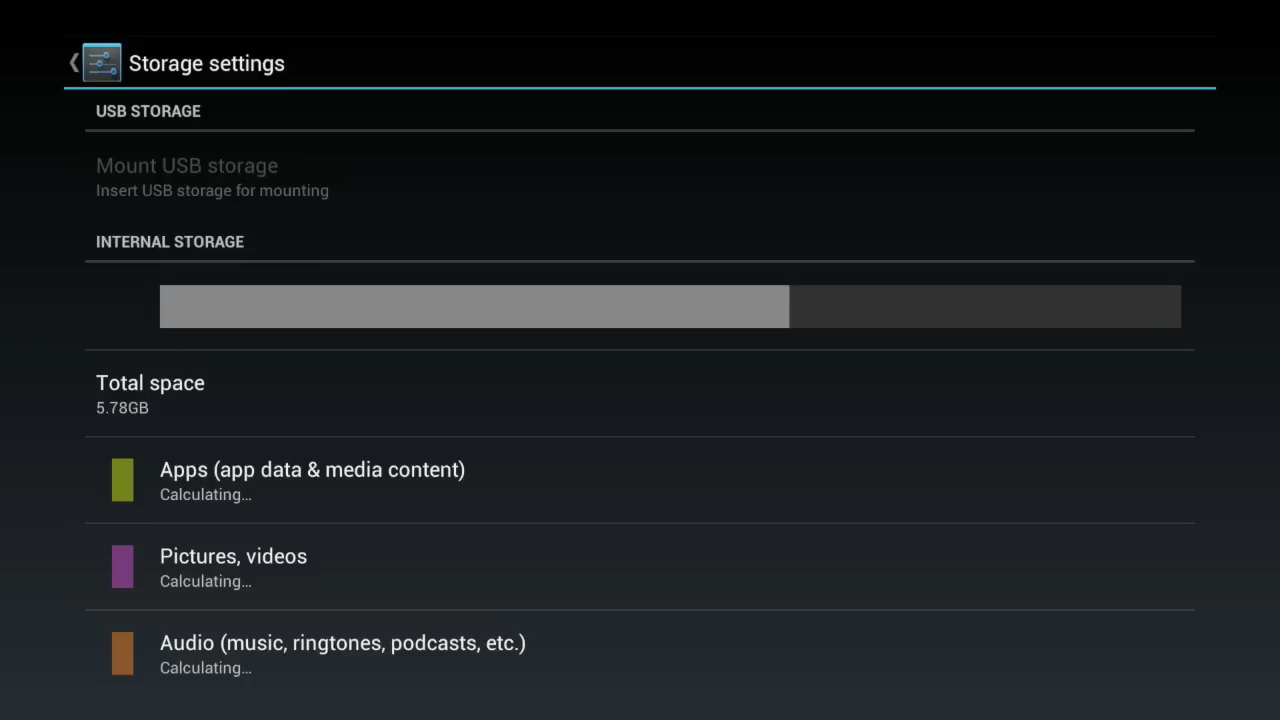 Storage settings
USB STORAGE
Mount USB storage
Insert USB storage for mounting
INTERNAL STORAGE
Total space
5.78GB
Apps (app data & media content)
Calculating...
Pictures, videos
Calculating...
Audio (music, ringtones, podcasts, etc.)
Calculating...